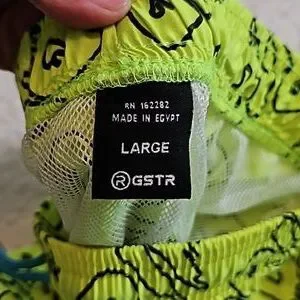 RN 162282
MADE IN EGYPT
LARGE
RGSTR